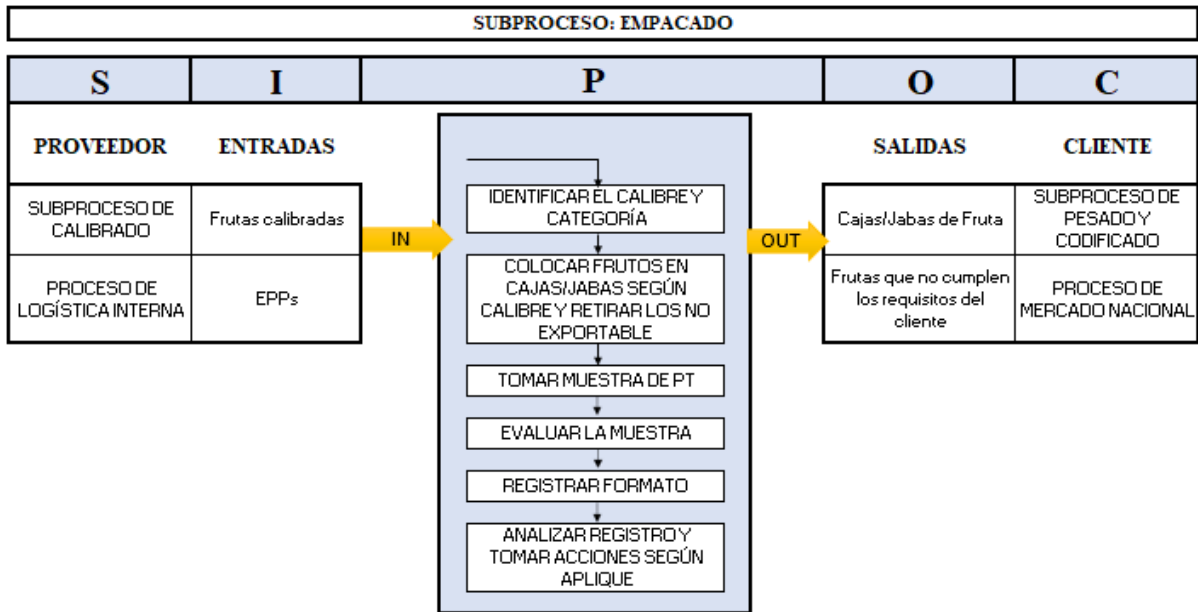 SUBPROCESO: EMPACADO
S
I
P
O
C
PROVEEDOR
ENTRADAS
SALIDAS
CLIENTE
SUBPROCESO DE
CALIBRADO
Frutas calibradas
PROCESO DE
LOGÍSTICA INTERNA
EPPs
IN
IDENTIFICAR EL CALIBRE Y
CATEGORÍA
COLOCAR FRUTOS EN
CAJAS/JABAS SEGÚN
CALIBRE Y RETIRAR LOS NO
EXPORTABLE
TOMAR MUESTRA DE PT
EVALUAR LA MUESTRA
REGISTRAR FORMATO
ANALIZAR REGISTRO Y
TOMAR ACCIONES SEGÚN
APLIQUE
OUT
Cajas/Jabas de Fruta
SUBPROCESO DE
PESADO Y
CODIFICADO
Frutas que no cumplen
los requisitos del
cliente
PROCESO DE
MERCADO NACIONAL